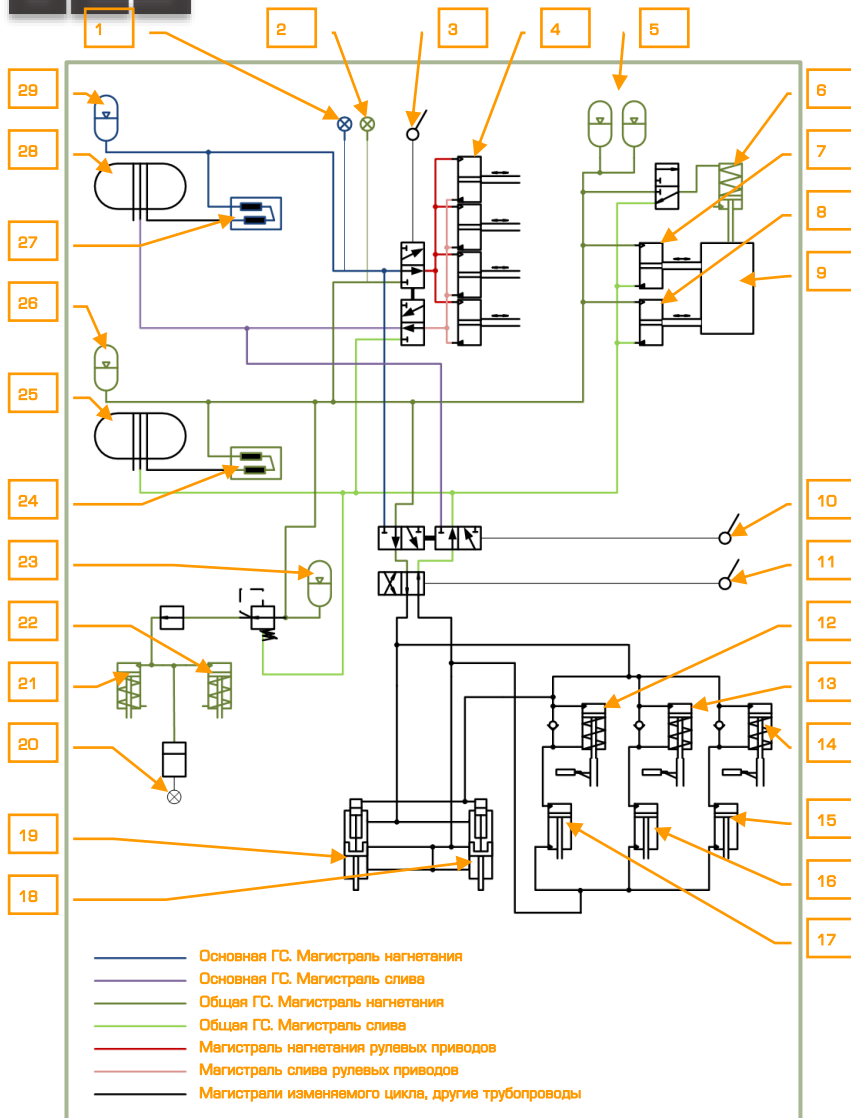 1 2 3 4 5
29 6
28 7
8
27 9
26
25
24 10
23 11
22 12
21 13
20 14
19 15
18 16
17
Основная ГС. Магистраль нагнетания
Основная ГС. Магистраль слива
Общая ГС. Магистраль нагнетания
Общая ГС. Магистраль слива
Магистраль нагнетания рулевых приводов
Магистраль слива рулевых приводов
Магистрали изменяемого цикла, другие трубопроводы